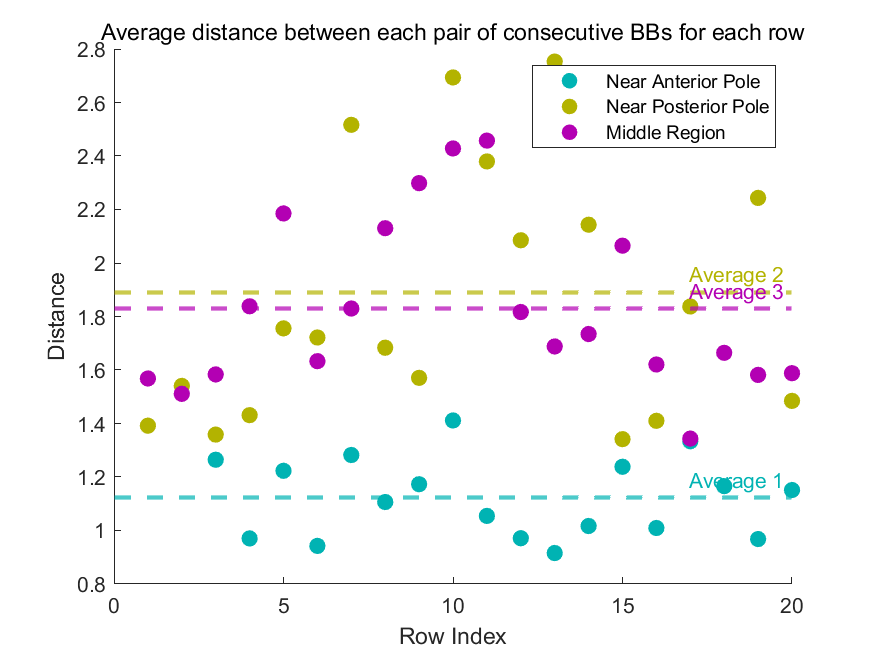 Average distance between each pair of consecutive BBs for each row
2.8
2.6
2.4
2.2
2
1.8
1.6
1.4
1.2
1
0.8
Distance
Near Anterior Pole
Near Posterior Pole
Middle Region
Average 2
Average 3
Average 1
0 5 10 15 20
Row Index